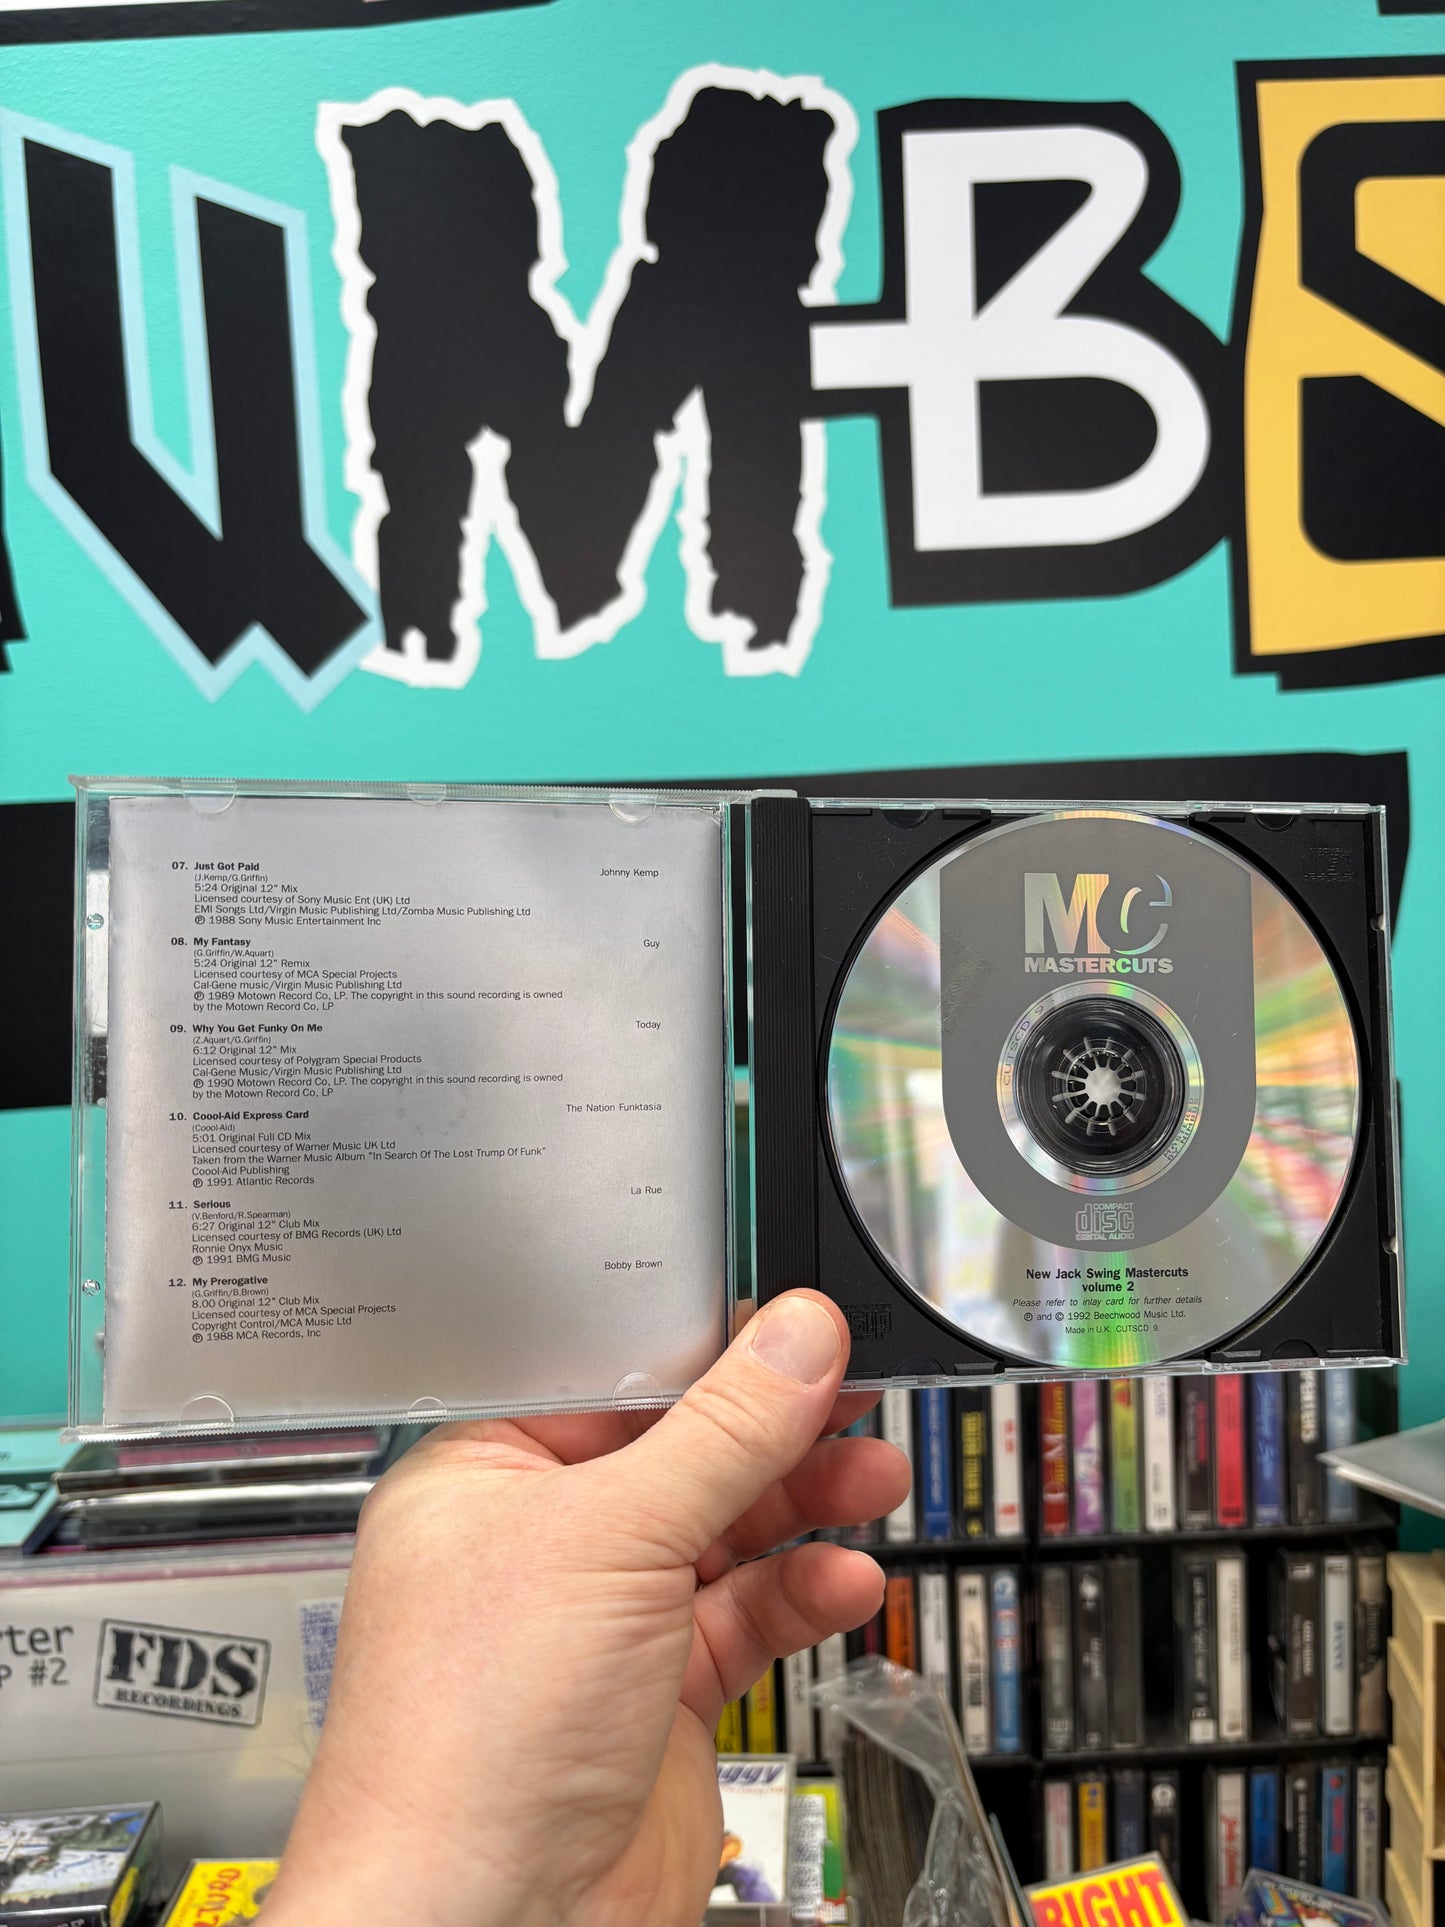 UMBS
07. Just Got Paid
Johnny Kemp
(J.Kemp/G.Griffin)
5:24 Original 12" Mix
Licensed courtesy of Sony Music Ent (UK) Ltd
EMI Songs Ltd/Virgin Music Publishing Ltd/Zomba Music Publishing Ltd
℗ 1988 Sony Music Entertainment Inc
08. My Fantasy
Guy
(G.Griffin/W.Aquart)
5:24 Original 12" Remix
Licensed courtesy of MCA Special Projects
Cal-Gene music/Virgin Music Publishing Ltd
℗ 1989 Motown Record Co, LP. The copyright in this sound recording is owned
by the Motown Record Co, LP
09. Why You Get Funky On Me
Today
(Z.Aquart/G.Griffin)
6:12 Original 12" Mix
Licensed courtesy of Polygram Special Products
Cal-Gene Music/Virgin Music Publishing Ltd
℗ 1990 Motown Record Co, LP. The copyright in this sound recording is owned
by the Motown Record Co, LP
10. Coool-Aid Express Card
The Nation Funktasia
(Coool-Aid)
5:01 Original Full CD Mix
Licensed courtesy of Warner Music UK Ltd
Taken from the Warner Music Album "In Search Of The Lost Trump Of Funk"
Coool-Aid Publishing
℗ 1991 Atlantic Records
11. Serious
La Rue
(V.Benford/R.Spearman)
6:27 Original 12" Club Mix
Licensed courtesy of BMG Records (UK) Ltd
Ronnie Onyx Music
℗ 1991 BMG Music
12. My Prerogative
Bobby Brown
(G.Griffin/B.Brown)
8.00 Original 12" Club Mix
Licensed courtesy of MCA Special Projects
Copyright Control/MCA Music Ltd
℗ 1988 MCA Records, Inc
MC
MASTERCUTS
CUTSCD 9
MASTERED BY NIMBUS
COMPACT
disc
DIGITAL AUDIO
New Jack Swing Mastercuts
volume 2
Please refer to inlay card for further details
℗ and © 1992 Beechwood Music Ltd.
Made in U.K. CUTSCD 9.
rter
p #2
FDS
RECORDINGS
RIGHT